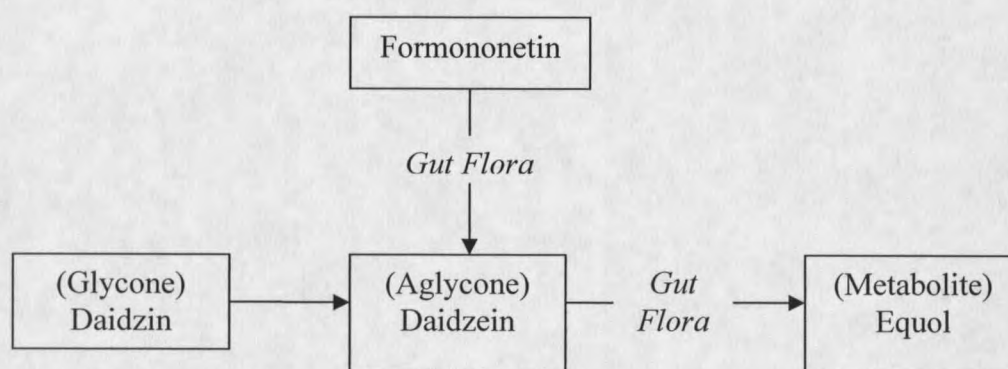 Formononetin
Gut Flora
(Glycone)
Daidzin
(Aglycone)
Daidzein
Gut
Flora
(Metabolite)
Equol